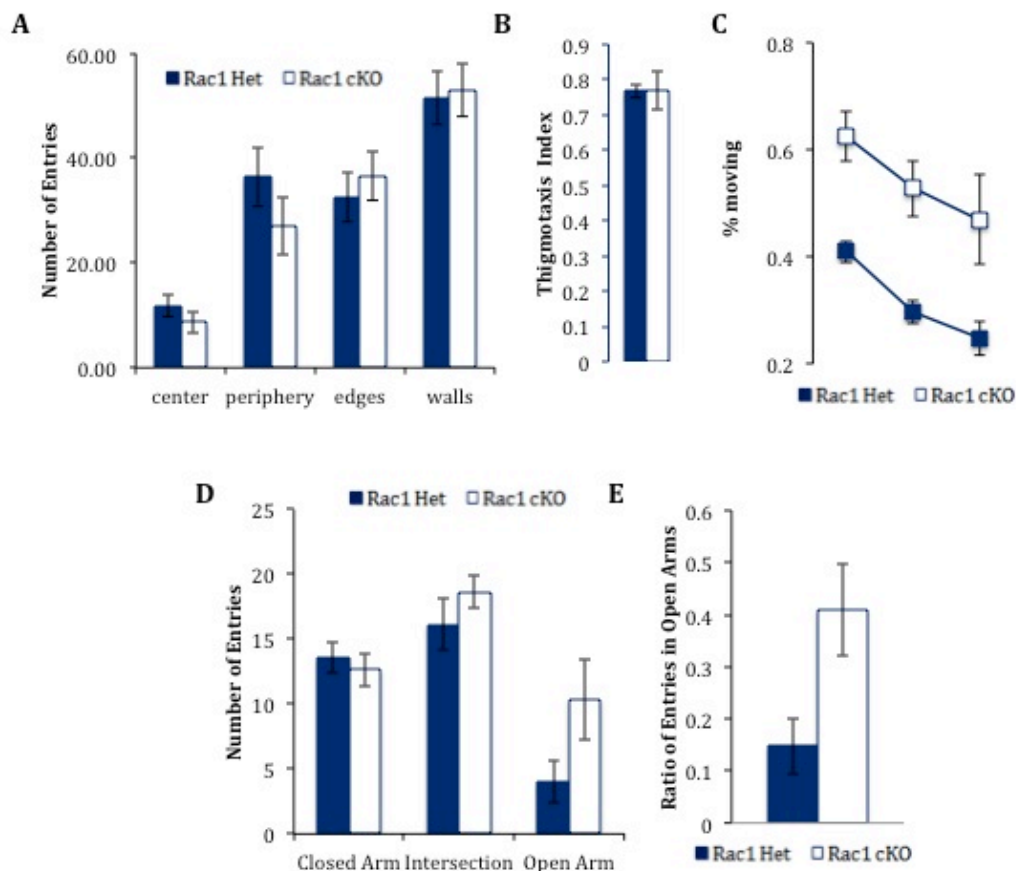 A
B
C
Rac1 Het Rac1 cKO
Number of Entries
60.00
40.00
20.00
0.00
center periphery edges walls
Thigmotaxis Index
0.9
0.8
0.7
0.6
0.5
0.4
0.3
0.2
0.1
0
% moving
0.8
0.6
0.4
0.2
Rac1 Het Rac1 cKO
D
E
Rac1 Het Rac1 cKO
Number of Entries
25
20
15
10
5
0
Closed Arm Intersection Open Arm
Ratio of Entries in Open Arms
0.6
0.5
0.4
0.3
0.2
0.1
0
Rac1 Het Rac1 cKO